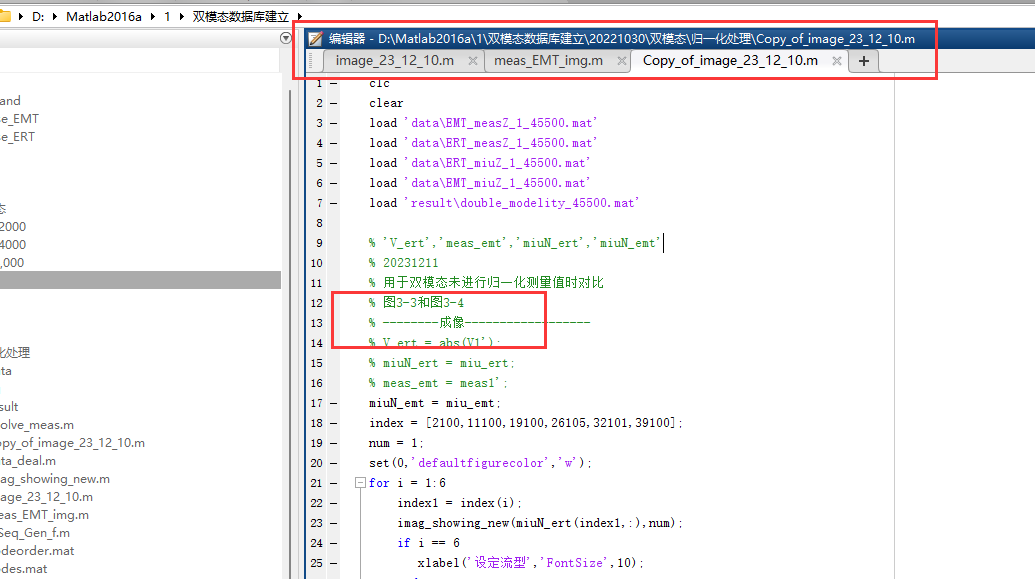 D: ▸ Matlab2016a ▸ 1 ▸ 双模态数据库建立 ▸
编辑器 - D:\Matlab2016a\1\双模态数据库建立\20221030\双模态\归一化处理\Copy_of_image_23_12_10.m
image_23_12_10.m × meas_EMT_img.m × Copy_of_image_23_12_10.m × +
and
e_EMT
e_ERT
态
2000
4000
,000
化处理
ta
sult
olve_meas.m
opy_of_image_23_12_10.m
ta_deal.m
ag_showing_new.m
age_23_12_10.m
eas_EMT_img.m
Seq_Gen_f.m
deorder.mat
des.mat
1 – clc
2 – clear
3 – load 'data\EMT_measZ_1_45500.mat'
4 – load 'data\ERT_measZ_1_45500.mat'
5 – load 'data\ERT_miuZ_1_45500.mat'
6 – load 'data\EMT_miuZ_1_45500.mat'
7 – load 'result\double_modelity_45500.mat'
8
9 % 'V_ert','meas_emt','miuN_ert','miuN_emt'
10 % 20231211
11 % 用于双模态未进行归一化测量值时对比
12 % 图3-3和图3-4
13 % --------成像------------------
14 % V_ert = abs(V1');
15 % miuN_ert = miu_ert;
16 % meas_emt = meas1';
17 – miuN_emt = miu_emt;
18 – index = [2100,11100,19100,26105,32101,39100];
19 – num = 1;
20 – set(0,'defaultfigurecolor','w');
21 – for i = 1:6
22 – index1 = index(i);
23 – imag_showing_new(miuN_ert(index1,:),num);
24 – if i == 6
25 – xlabel('设定流型','FontSize',10);